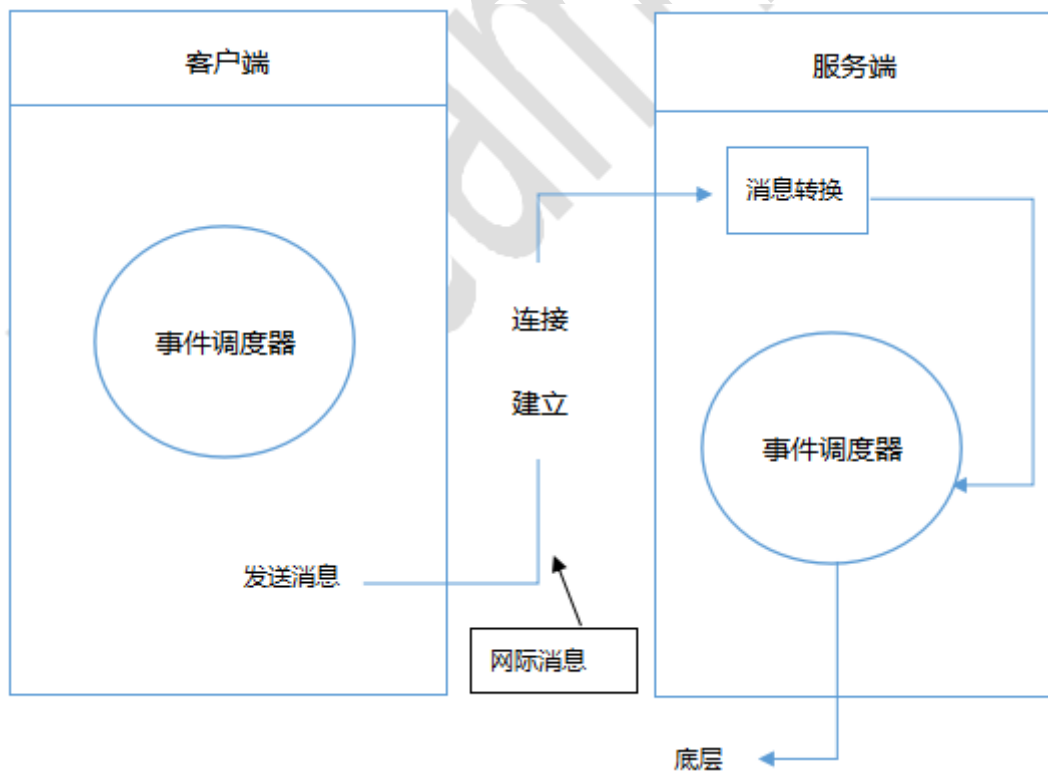 客户端
服务端
消息转换
连接
事件调度器
建立
事件调度器
发送消息
网际消息
底层